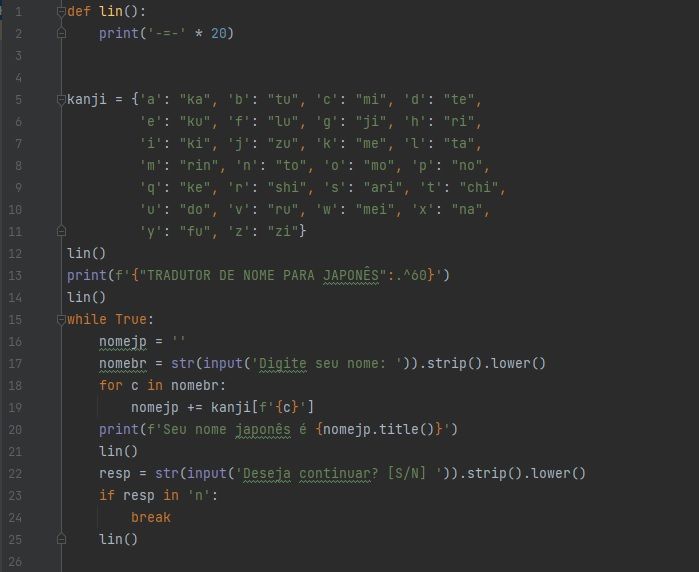 1 def lin():
2     print('-=-' * 20)
3
4
5 kanji = {'a': "ka", 'b': "tu", 'c': "mi", 'd': "te",
6          'e': "ku", 'f': "lu", 'g': "ji", 'h': "ri",
7          'i': "ki", 'j': "zu", 'k': "me", 'l': "ta",
8          'm': "rin", 'n': "to", 'o': "mo", 'p': "no",
9          'q': "ke", 'r': "shi", 's': "ari", 't': "chi",
10          'u': "do", 'v': "ru", 'w': "mei", 'x': "na",
11          'y': "fu", 'z': "zi"}
12 lin()
13 print(f'{"TRADUTOR DE NOME PARA JAPONÊS":.^60}')
14 lin()
15 while True:
16     nomejp = ''
17     nomebr = str(input('Digite seu nome: ')).strip().lower()
18     for c in nomebr:
19         nomejp += kanji[f'{c}']
20     print(f'Seu nome japonês é {nomejp.title()}')
21     lin()
22     resp = str(input('Deseja continuar? [S/N] ')).strip().lower()
23     if resp in 'n':
24         break
25     lin()
26